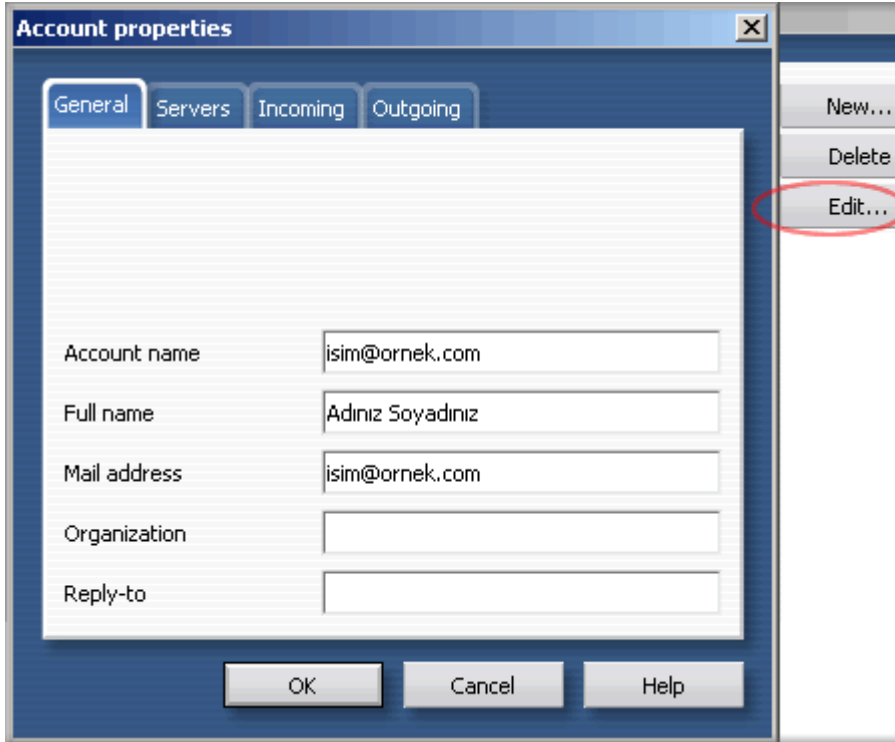 Account properties
General Servers Incoming Outgoing
New...
Delete
Edit...
Account name isim@ornek.com
Full name Adınız Soyadınız
Mail address isim@ornek.com
Organization
Reply-to
OK Cancel Help